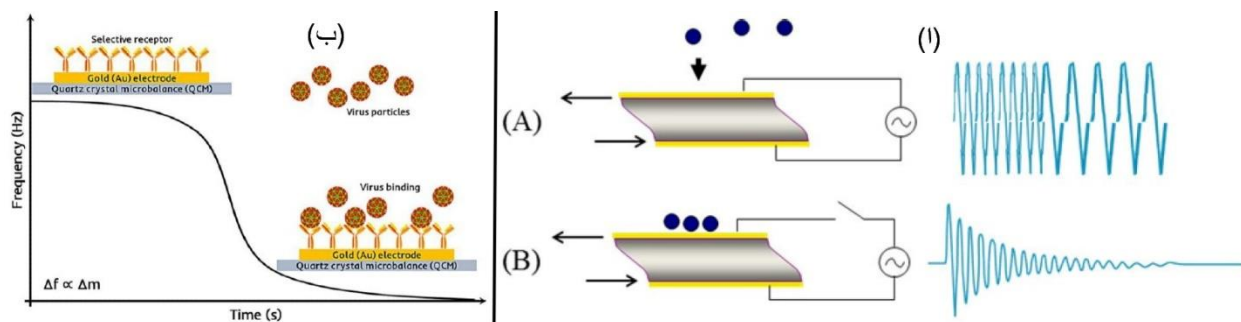 (ب)
Selective receptor
Gold (Au) electrode
Quartz crystal microbalance (QCM)
Virus particles
Virus binding
Gold (Au) electrode
Quartz crystal microbalance (QCM)
Frequency (Hz)
Δf ∝ Δm
Time (s)
(ا)
(A)
(B)